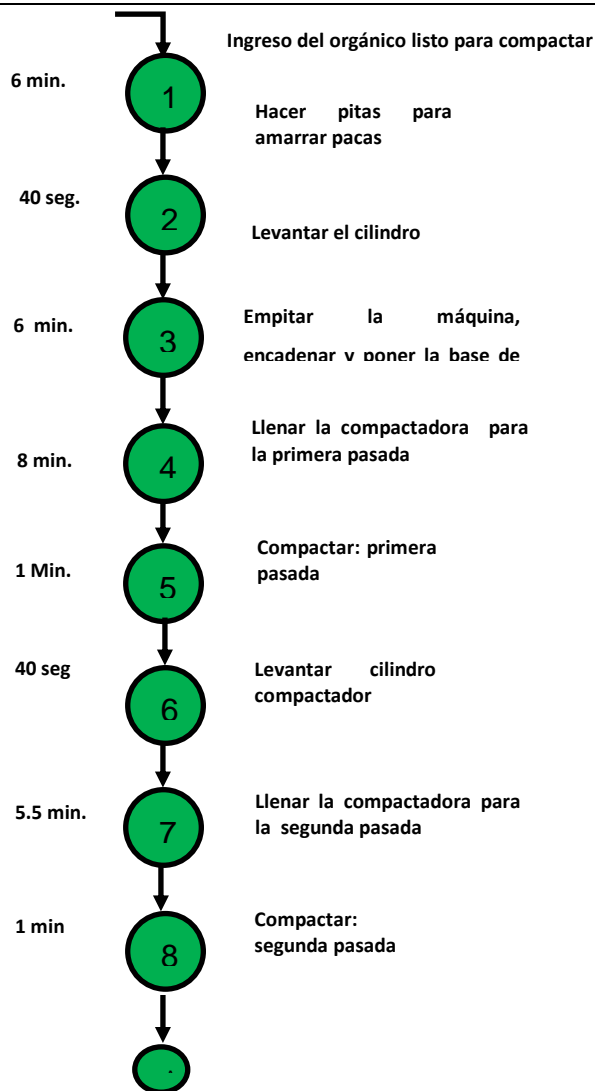 Ingreso del orgánico listo para compactar
6 min.
1
Hacer pitas para
amarrar pacas
40 seg.
2
Levantar el cilindro
6 min.
3
Empitar la máquina,
encadenar y poner la base de
8 min.
4
Llenar la compactadora para
la primera pasada
1 Min.
5
Compactar: primera
pasada
40 seg
6
Levantar cilindro
compactador
5.5 min.
7
Llenar la compactadora para
la segunda pasada
1 min
8
Compactar:
segunda pasada